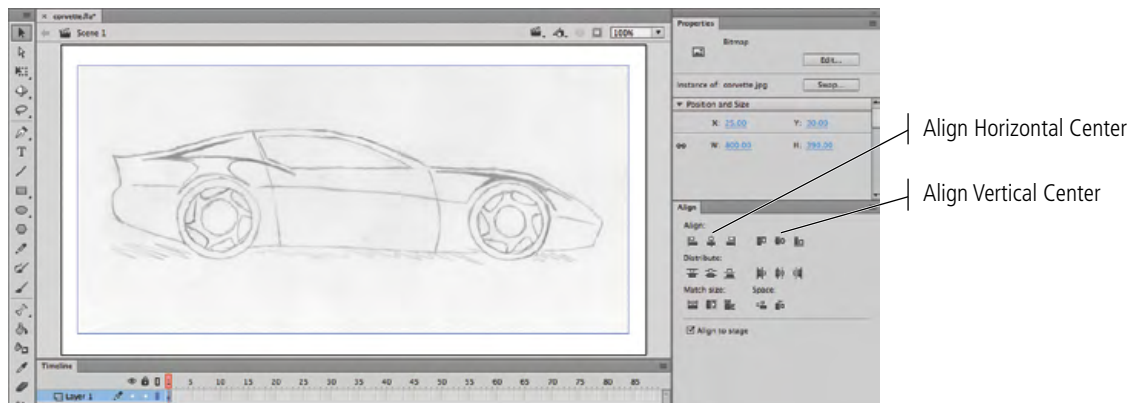 corvette.fla*
Scene 1
100%
Properties
Bitmap
Edit...
Instance of: corvette.jpg
Swap...
Position and Size
X: 25.00 Y: 30.00
W: 800.00 H: 390.00
Align Horizontal Center
Align Vertical Center
Align
Align:
Distribute:
Match size: Space:
Align to stage
Timeline
1 5 10 15 20 25 30 35 40 45 50 55 60 65 70 75 80 85
Layer 1